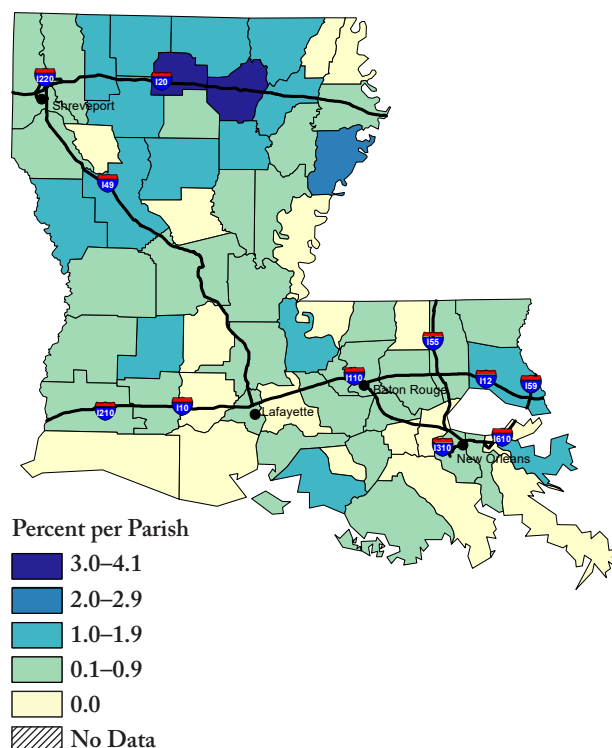 I220
I20
Shreveport
I49
I55
I110
I12
I59
Baton Rouge
I210
I10
Lafayette
I310
I610
New Orleans
Percent per Parish
3.0–4.1
2.0–2.9
1.0–1.9
0.1–0.9
0.0
No Data